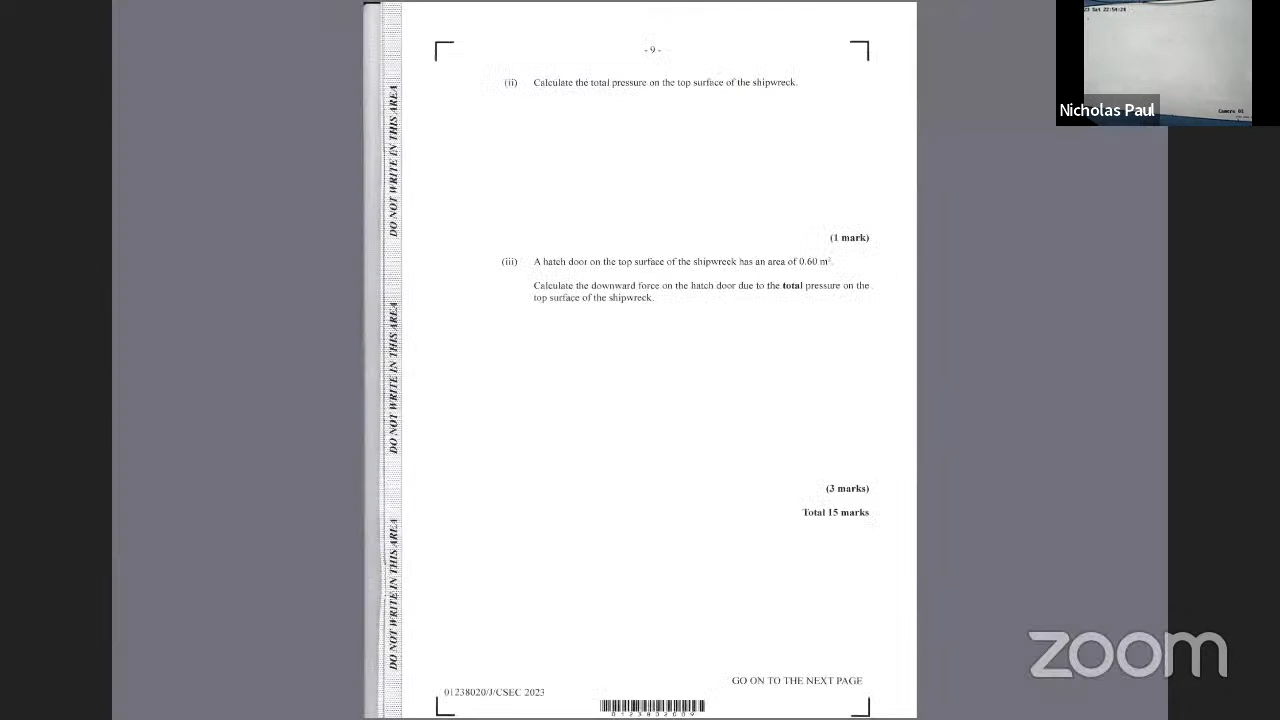 - 9 -
(ii) Calculate the total pressure on the top surface of the shipwreck.
(1 mark)
(iii) A hatch door on the top surface of the shipwreck has an area of 0.60 m².
Calculate the downward force on the hatch door due to the total pressure on the
top surface of the shipwreck.
(3 marks)
Total 15 marks
GO ON TO THE NEXT PAGE
01238020/J/CSEC 2023
0123802009
DO NOT WRITE IN THIS AREA
DO NOT WRITE IN THIS AREA
DO NOT WRITE IN THIS AREA
Nicholas Paul
Camera 01
zoom